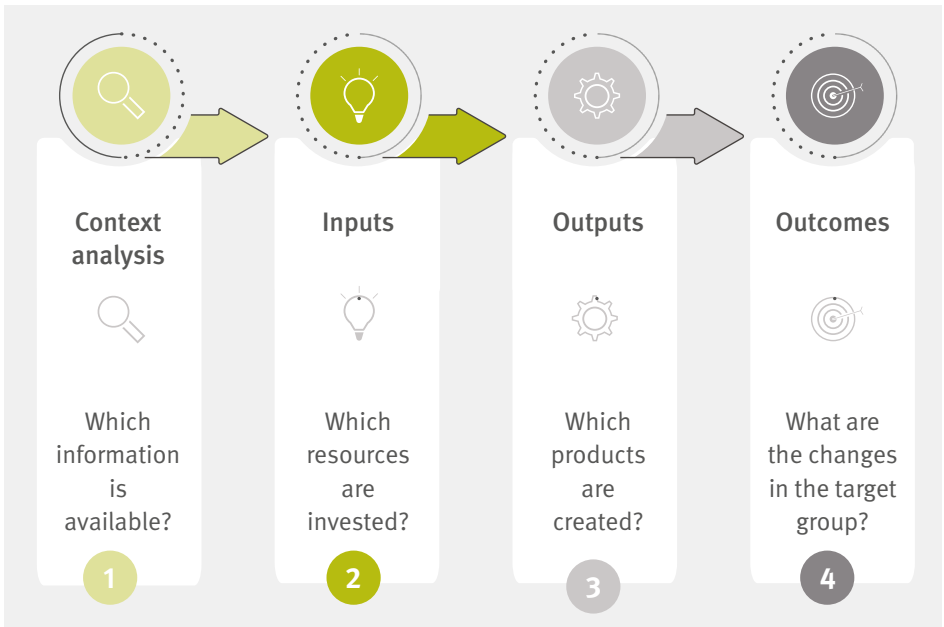 Context
analysis
Which
information
is
available?
1
Inputs
Which
resources
are
invested?
2
Outputs
Which
products
are
created?
3
Outcomes
What are
the changes
in the target
group?
4